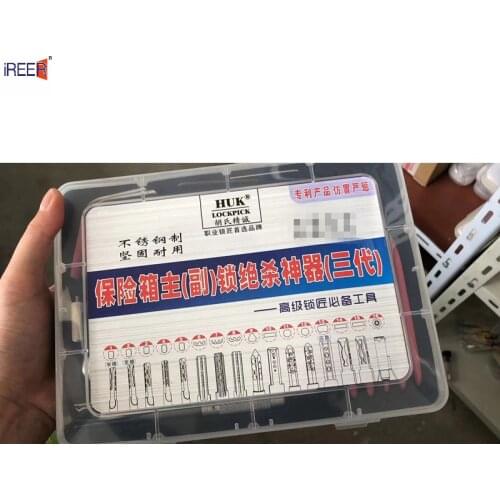 iREER®
HUK®
LOCKPICK
胡氏精诚
职业锁匠首选品牌
专利产品仿冒严惩
不锈钢制
坚固耐用
保险箱主(副)锁绝杀神器(三代)
——高级锁匠必备工具